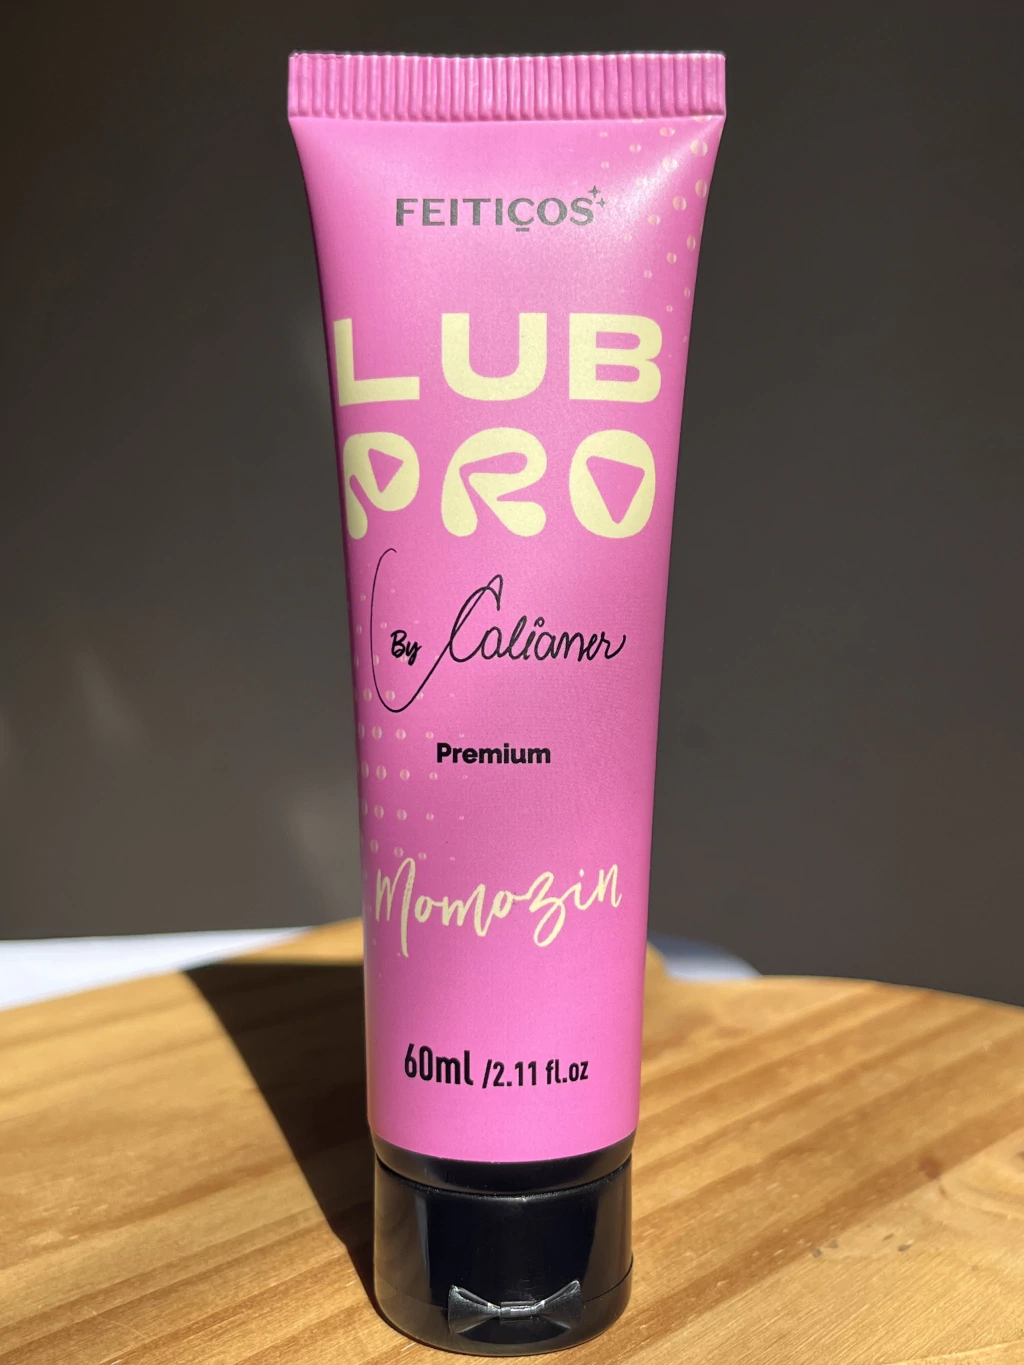 FEITIÇOS
LUB
PRO
By Calianer
Premium
Momozin
60ml /2.11 fl.oz